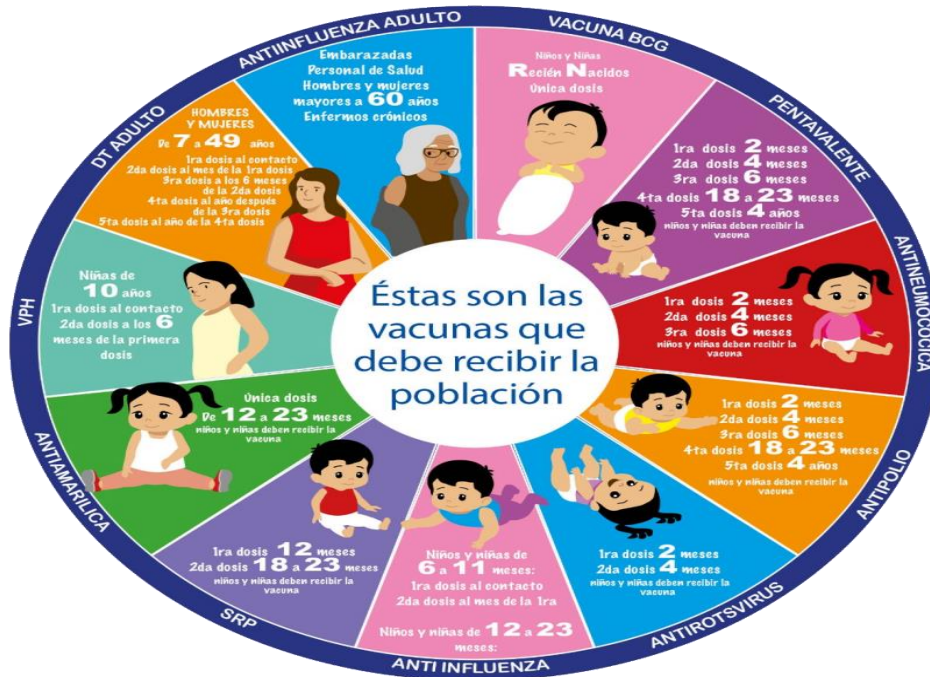 Éstas son las
vacunas que
debe recibir la
población
VACUNA BCG
Niños y Niñas
Recién Nacidos
Única dosis
PENTAVALENTE
1ra dosis 2 meses
2da dosis 4 meses
3ra dosis 6 meses
4ta dosis 18 a 23 meses
5ta dosis 4 años
niños y niñas deben recibir la
vacuna
ANTINEUMOCOCICA
1ra dosis 2 meses
2da dosis 4 meses
3ra dosis 6 meses
niños y niñas deben recibir la
vacuna
ANTIPOLIO
1ra dosis 2 meses
2da dosis 4 meses
3ra dosis 6 meses
4ta dosis 18 a 23 meses
5ta dosis 4 años
niños y niñas deben recibir la
vacuna
ANTIROTSVIRUS
1ra dosis 2 meses
2da dosis 4 meses
niños y niñas deben recibir la
vacuna
ANTI INFLUENZA
Niños y niñas de
6 a 11 meses:
1ra dosis al contacto
2da dosis al mes de la 1ra
Niños y niñas de 12 a 23
meses:
SRP
1ra dosis 12 meses
2da dosis 18 a 23 meses
niños y niñas deben recibir la
vacuna
ANTIAMARILICA
Única dosis
De 12 a 23 meses
niños y niñas deben recibir la
vacuna
VPH
Niñas de
10 años
1ra dosis al contacto
2da dosis a los 6
meses de la primera
dosis
DT ADULTO
HOMBRES
Y MUJERES
De 7 a 49 años
1ra dosis al contacto
2da dosis al mes de la 1ra dosis
3ra dosis a los 6 meses
de la 2da dosis
4ta dosis al año después
de la 3ra dosis
5ta dosis al año de la 4ta dosis
ANTIINFLUENZA ADULTO
Embarazadas
Personal de Salud
Hombres y mujeres
mayores a 60 años
Enfermos crónicos